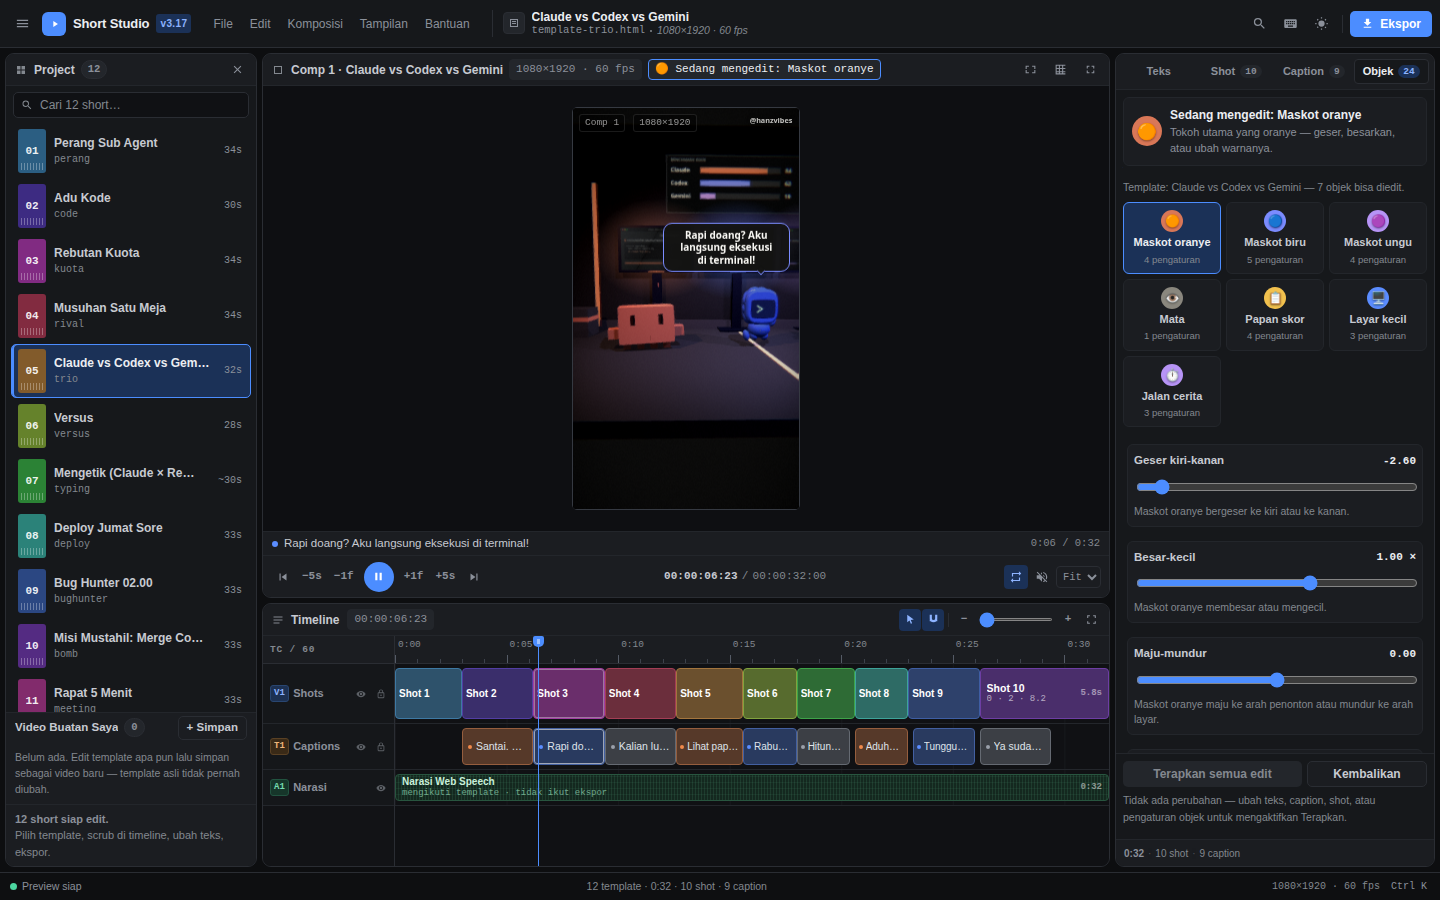 Short Studio v3.17 File Edit Komposisi Tampilan Bantuan
Claude vs Codex vs Gemini
template-trio.html · 1080×1920 · 60 fps
Ekspor
Project 12
Cari 12 short…
01 Perang Sub Agent 34s
perang
02 Adu Kode 30s
code
03 Rebutan Kuota 34s
kuota
04 Musuhan Satu Meja 34s
rival
05 Claude vs Codex vs Gem… 32s
trio
06 Versus 28s
versus
07 Mengetik (Claude × Re… ~30s
typing
08 Deploy Jumat Sore 33s
deploy
09 Bug Hunter 02.00 33s
bughunter
10 Misi Mustahil: Merge Co… 33s
bomb
11 Rapat 5 Menit 33s
Video Buatan Saya 0 + Simpan
Belum ada. Edit template apa pun lalu simpan
sebagai video baru — template asli tidak pernah
diubah.
12 short siap edit.
Pilih template, scrub di timeline, ubah teks,
ekspor.
Comp 1 · Claude vs Codex vs Gemini 1080×1920 · 60 fps Sedang mengedit: Maskot oranye
Comp 1 1080×1920 @hanzvibes
Claude
Codex
Gemini
Rapi doang? Aku
langsung eksekusi
di terminal!
Rapi doang? Aku langsung eksekusi di terminal! 0:06 / 0:32
−5s −1f +1f +5s 00:00:06:23 / 00:00:32:00 Fit
Timeline 00:00:06:23 − +
TC / 60 0:00 0:05 0:10 0:15 0:20 0:25 0:30
V1 Shots Shot 1 Shot 2 Shot 3 Shot 4 Shot 5 Shot 6 Shot 7 Shot 8 Shot 9 Shot 10 5.8s
0 · 2 · 8.2
T1 Captions Santai. … Rapi do… Kalian lu… Lihat pap… Rabu… Hitun… Aduh… Tunggu… Ya suda…
A1 Narasi Narasi Web Speech 0:32
mengikuti template · tidak ikut ekspor
Teks Shot 10 Caption 9 Objek 24
Sedang mengedit: Maskot oranye
Tokoh utama yang oranye — geser, besarkan,
atau ubah warnanya.
Template: Claude vs Codex vs Gemini — 7 objek bisa diedit.
Maskot oranye Maskot biru Maskot ungu
4 pengaturan 5 pengaturan 4 pengaturan
Mata Papan skor Layar kecil
1 pengaturan 4 pengaturan 3 pengaturan
Jalan cerita
3 pengaturan
Geser kiri-kanan -2.60
Maskot oranye bergeser ke kiri atau ke kanan.
Besar-kecil 1.00 ×
Maskot oranye membesar atau mengecil.
Maju-mundur 0.00
Maskot oranye maju ke arah penonton atau mundur ke arah
layar.
Terapkan semua edit Kembalikan
Tidak ada perubahan — ubah teks, caption, shot, atau
pengaturan objek untuk mengaktifkan Terapkan.
0:32 · 10 shot · 9 caption
Preview siap 12 template · 0:32 · 10 shot · 9 caption 1080×1920 · 60 fps Ctrl K